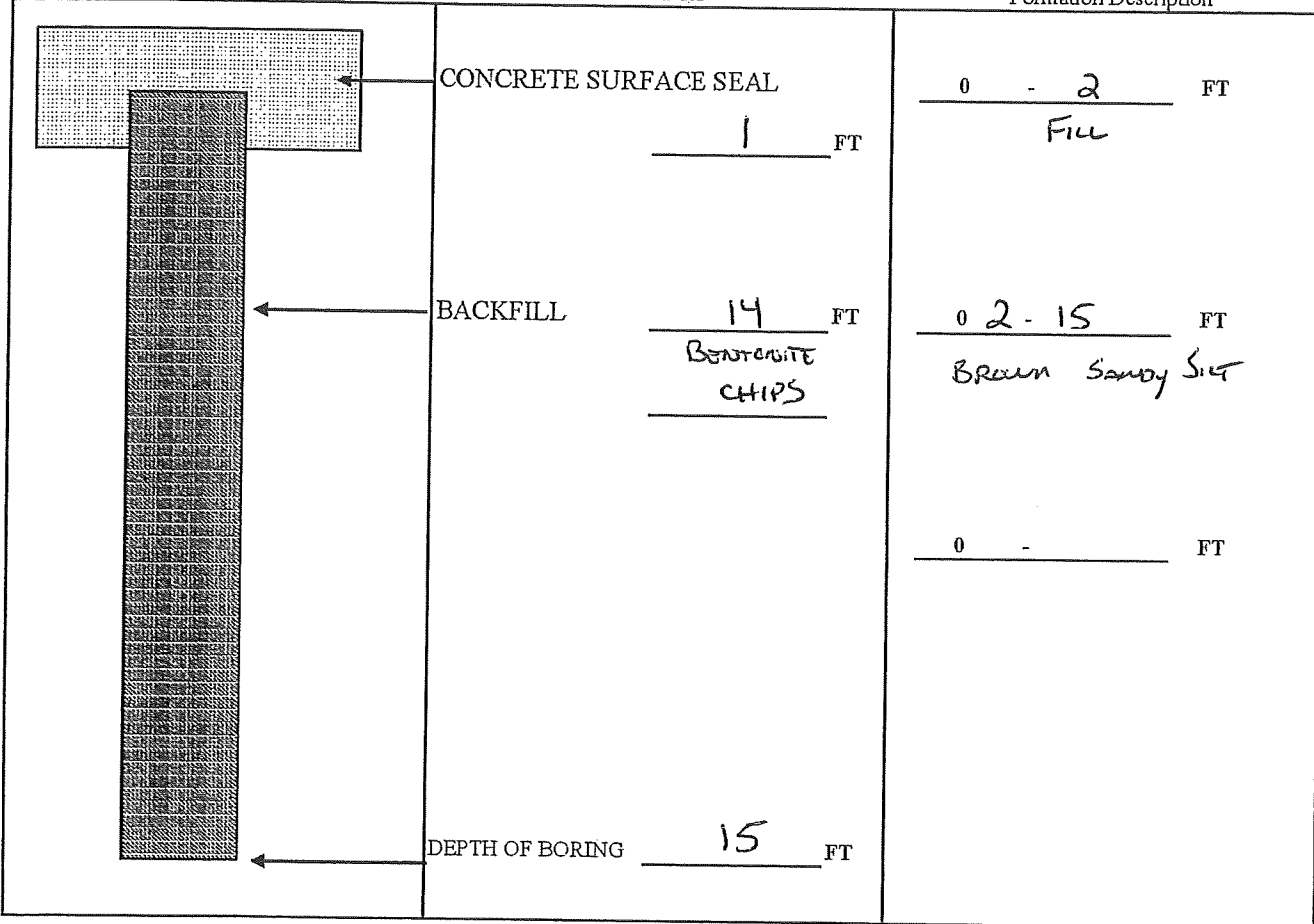 Formation Description
CONCRETE SURFACE SEAL
1 FT
BACKFILL 14 FT
BENTONITE
CHIPS
DEPTH OF BORING 15 FT
0 - 2 FT
FILL
0 2 - 15 FT
BROWN SANDY SILT
0 - FT